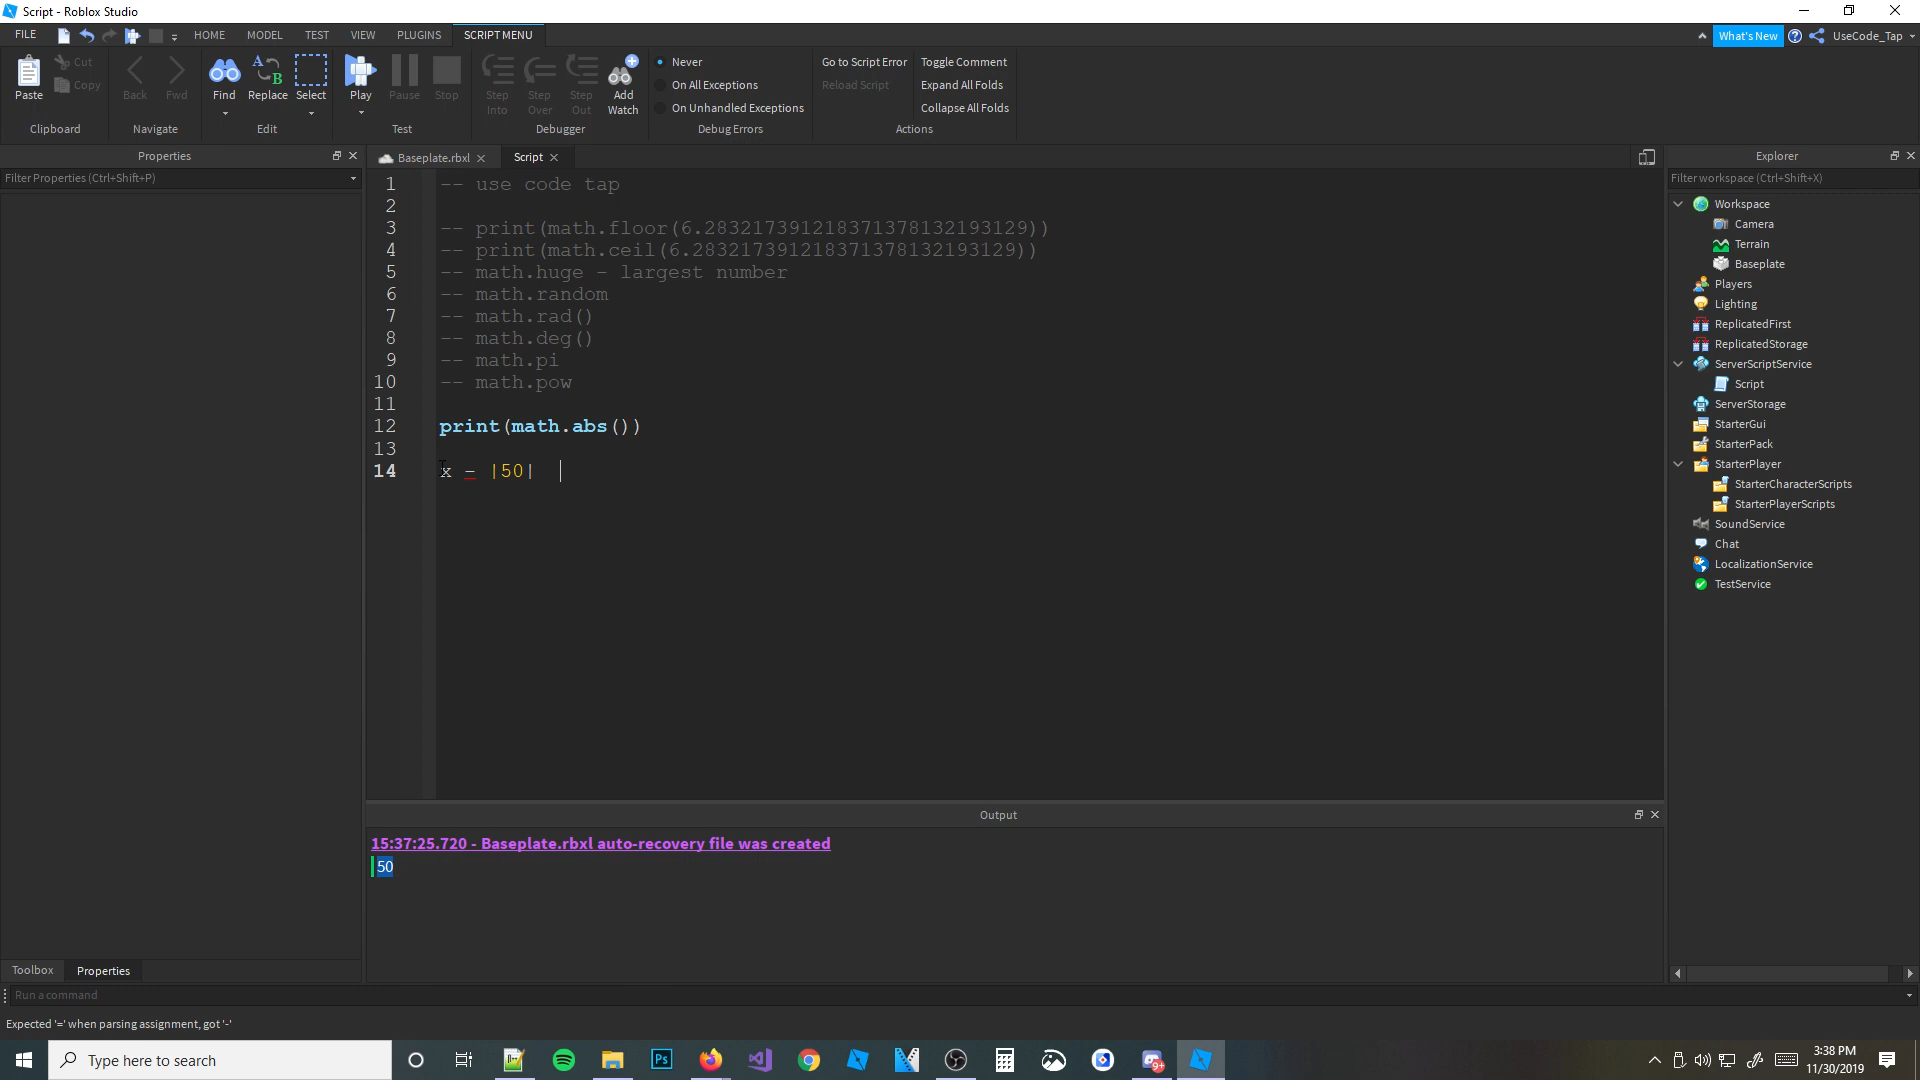 Script - Roblox Studio
FILE HOME MODEL TEST VIEW PLUGINS SCRIPT MENU What's New UseCode_Tap
Paste Cut Copy Back Fwd Find Replace Select Play Pause Stop Step Into Step Over Step Out Add Watch
Never
On All Exceptions
On Unhandled Exceptions
Go to Script Error
Reload Script
Toggle Comment
Expand All Folds
Collapse All Folds
Clipboard Navigate Edit Test Debugger Debug Errors Actions
Properties
Filter Properties (Ctrl+Shift+P)
Baseplate.rbxl Script
1 -- use code tap
2
3 -- print(math.floor(6.283217391218371378132193129))
4 -- print(math.ceil(6.283217391218371378132193129))
5 -- math.huge - largest number
6 -- math.random
7 -- math.rad()
8 -- math.deg()
9 -- math.pi
10 -- math.pow
11
12 print(math.abs())
13
14 x - |50|
Explorer
Filter workspace (Ctrl+Shift+X)
Workspace
Camera
Terrain
Baseplate
Players
Lighting
ReplicatedFirst
ReplicatedStorage
ServerScriptService
Script
ServerStorage
StarterGui
StarterPack
StarterPlayer
StarterCharacterScripts
StarterPlayerScripts
SoundService
Chat
LocalizationService
TestService
Output
15:37:25.720 - Baseplate.rbxl auto-recovery file was created
50
Toolbox Properties
Run a command
Expected '=' when parsing assignment, got '-'
Type here to search
Ps
9+
3:38 PM
11/30/2019